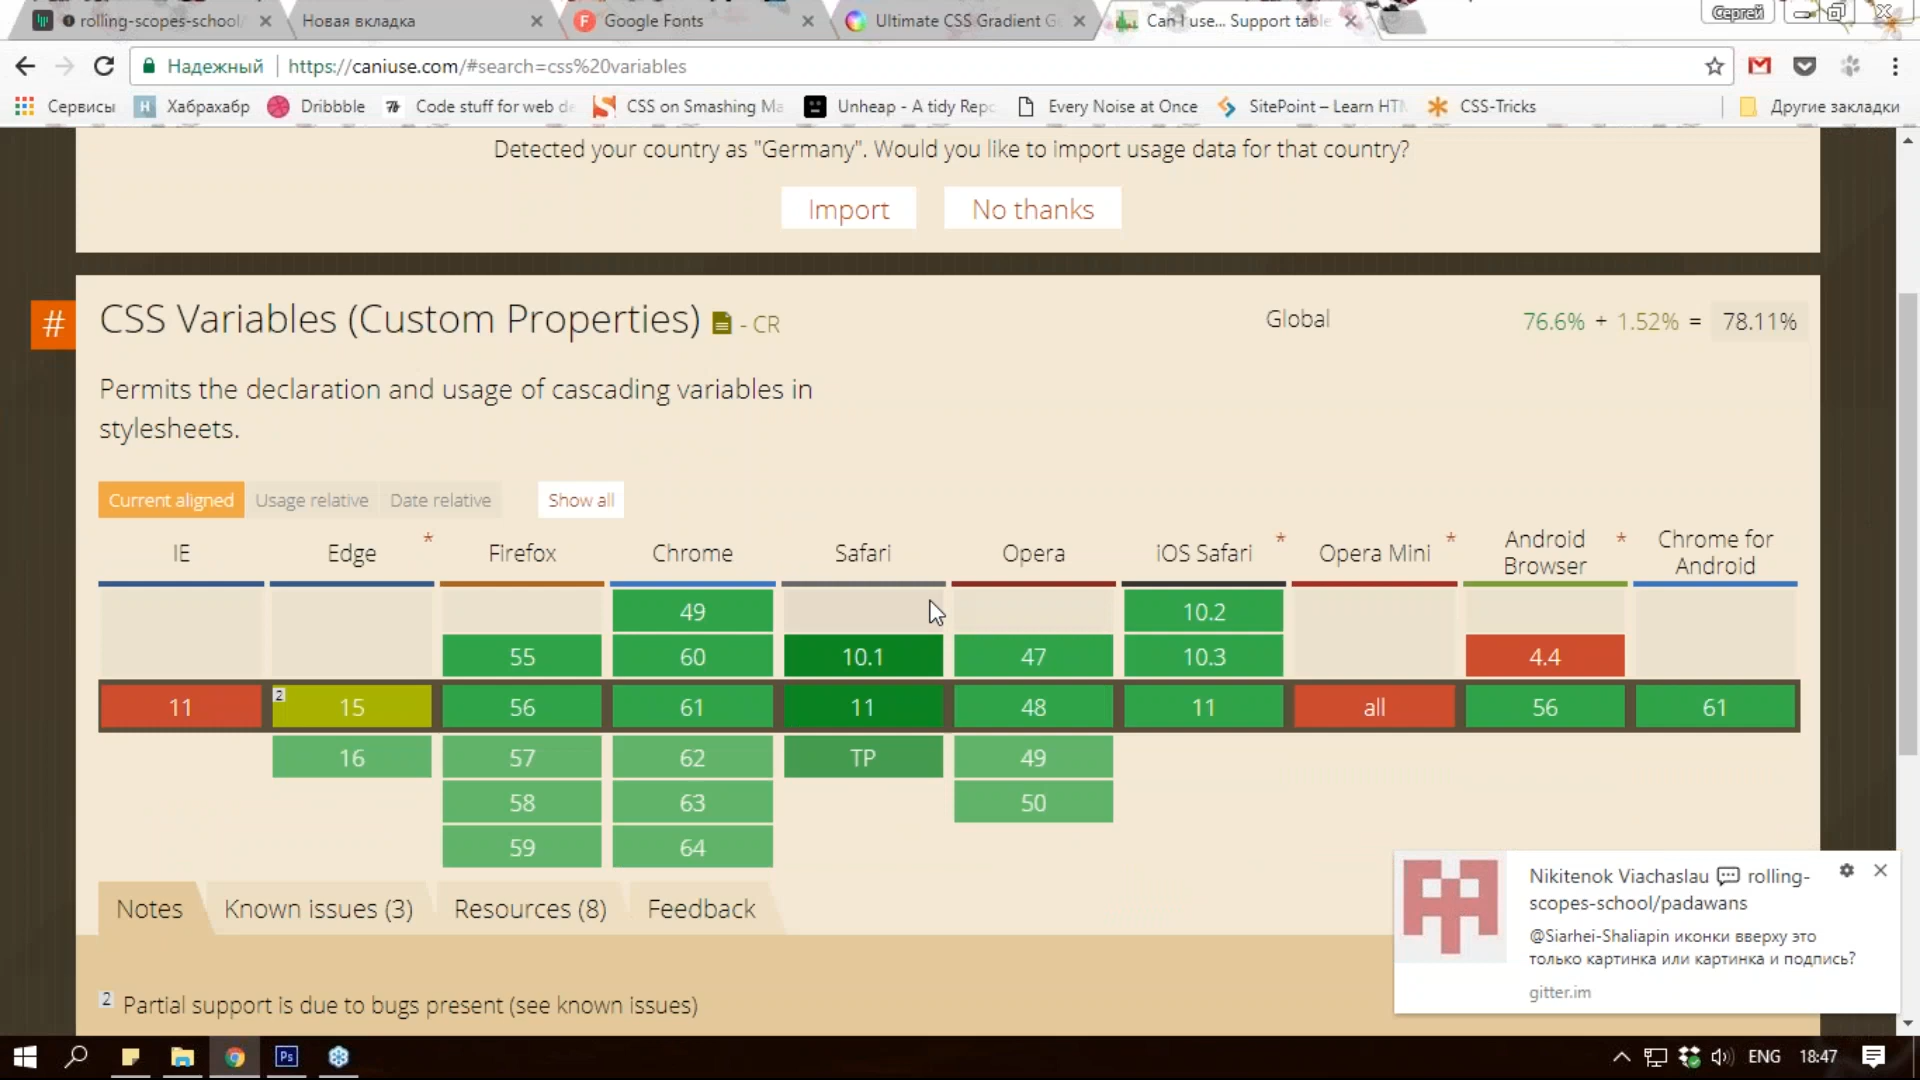 rolling-scopes-school/
Новая вкладка
Google Fonts
Ultimate CSS Gradient G
Can I use... Support table
Сергей
Надежный
https://caniuse.com/#search=css%20variables
Сервисы
Хабрахабр
Dribbble
Code stuff for web de
CSS on Smashing Ma
Unheap - A tidy Repo
Every Noise at Once
SitePoint – Learn HTM
CSS-Tricks
Другие закладки
Detected your country as "Germany". Would you like to import usage data for that country?
Import
No thanks
#
CSS Variables (Custom Properties) - CR
Global
76.6% + 1.52% = 78.11%
Permits the declaration and usage of cascading variables in
stylesheets.
Current aligned
Usage relative
Date relative
Show all
IE
Edge *
Firefox
Chrome
Safari
Opera
iOS Safari *
Opera Mini *
Android
Browser *
Chrome for
Android
49 10.2
55 60 10.1 47 10.3 4.4
11 2 15 56 61 11 48 11 all 56 61
16 57 62 TP 49
58 63 50
59 64
Notes
Known issues (3)
Resources (8)
Feedback
2 Partial support is due to bugs present (see known issues)
Nikitenok Viachaslau 💬 rolling-
scopes-school/padawans
@Siarhei-Shaliapin иконки вверху это
только картинка или картинка и подпись?
gitter.im
Ps
ENG
18:47